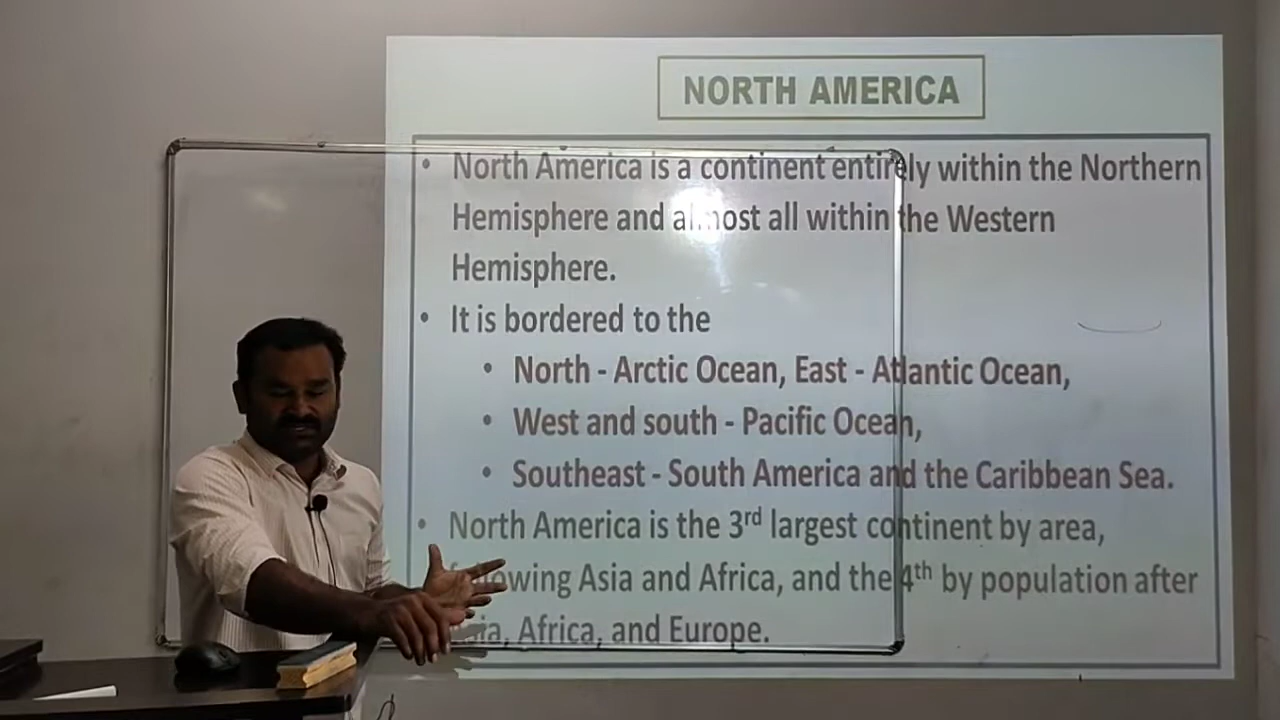 NORTH AMERICA
• North America is a continent entirely within the Northern
Hemisphere and almost all within the Western
Hemisphere.
• It is bordered to the
• North - Arctic Ocean, East - Atlantic Ocean,
• West and south - Pacific Ocean,
• Southeast - South America and the Caribbean Sea.
• North America is the 3rd largest continent by area,
following Asia and Africa, and the 4th by population after
Asia, Africa, and Europe.